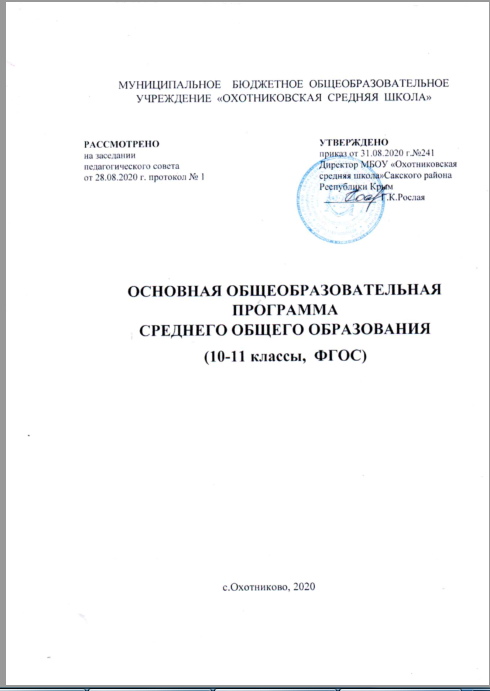 МУНИЦИПАЛЬНОЕ БЮДЖЕТНОЕ ОБЩЕОБРАЗОВАТЕЛЬНОЕ
УЧРЕЖДЕНИЕ «ОХОТНИКОВСКАЯ СРЕДНЯЯ ШКОЛА»
РАССМОТРЕНО
на заседании
педагогического совета
от 28.08.2020 г. протокол № 1
УТВЕРЖДЕНО
приказ от 31.08.2020 г.№241
Директор МБОУ «Охотниковская
средняя школа»Сакского района
Республики Крым
Г.К.Рослая
ОСНОВНАЯ ОБЩЕОБРАЗОВАТЕЛЬНАЯ
ПРОГРАММА
СРЕДНЕГО ОБЩЕГО ОБРАЗОВАНИЯ
(10-11 классы, ФГОС)
с.Охотниково, 2020